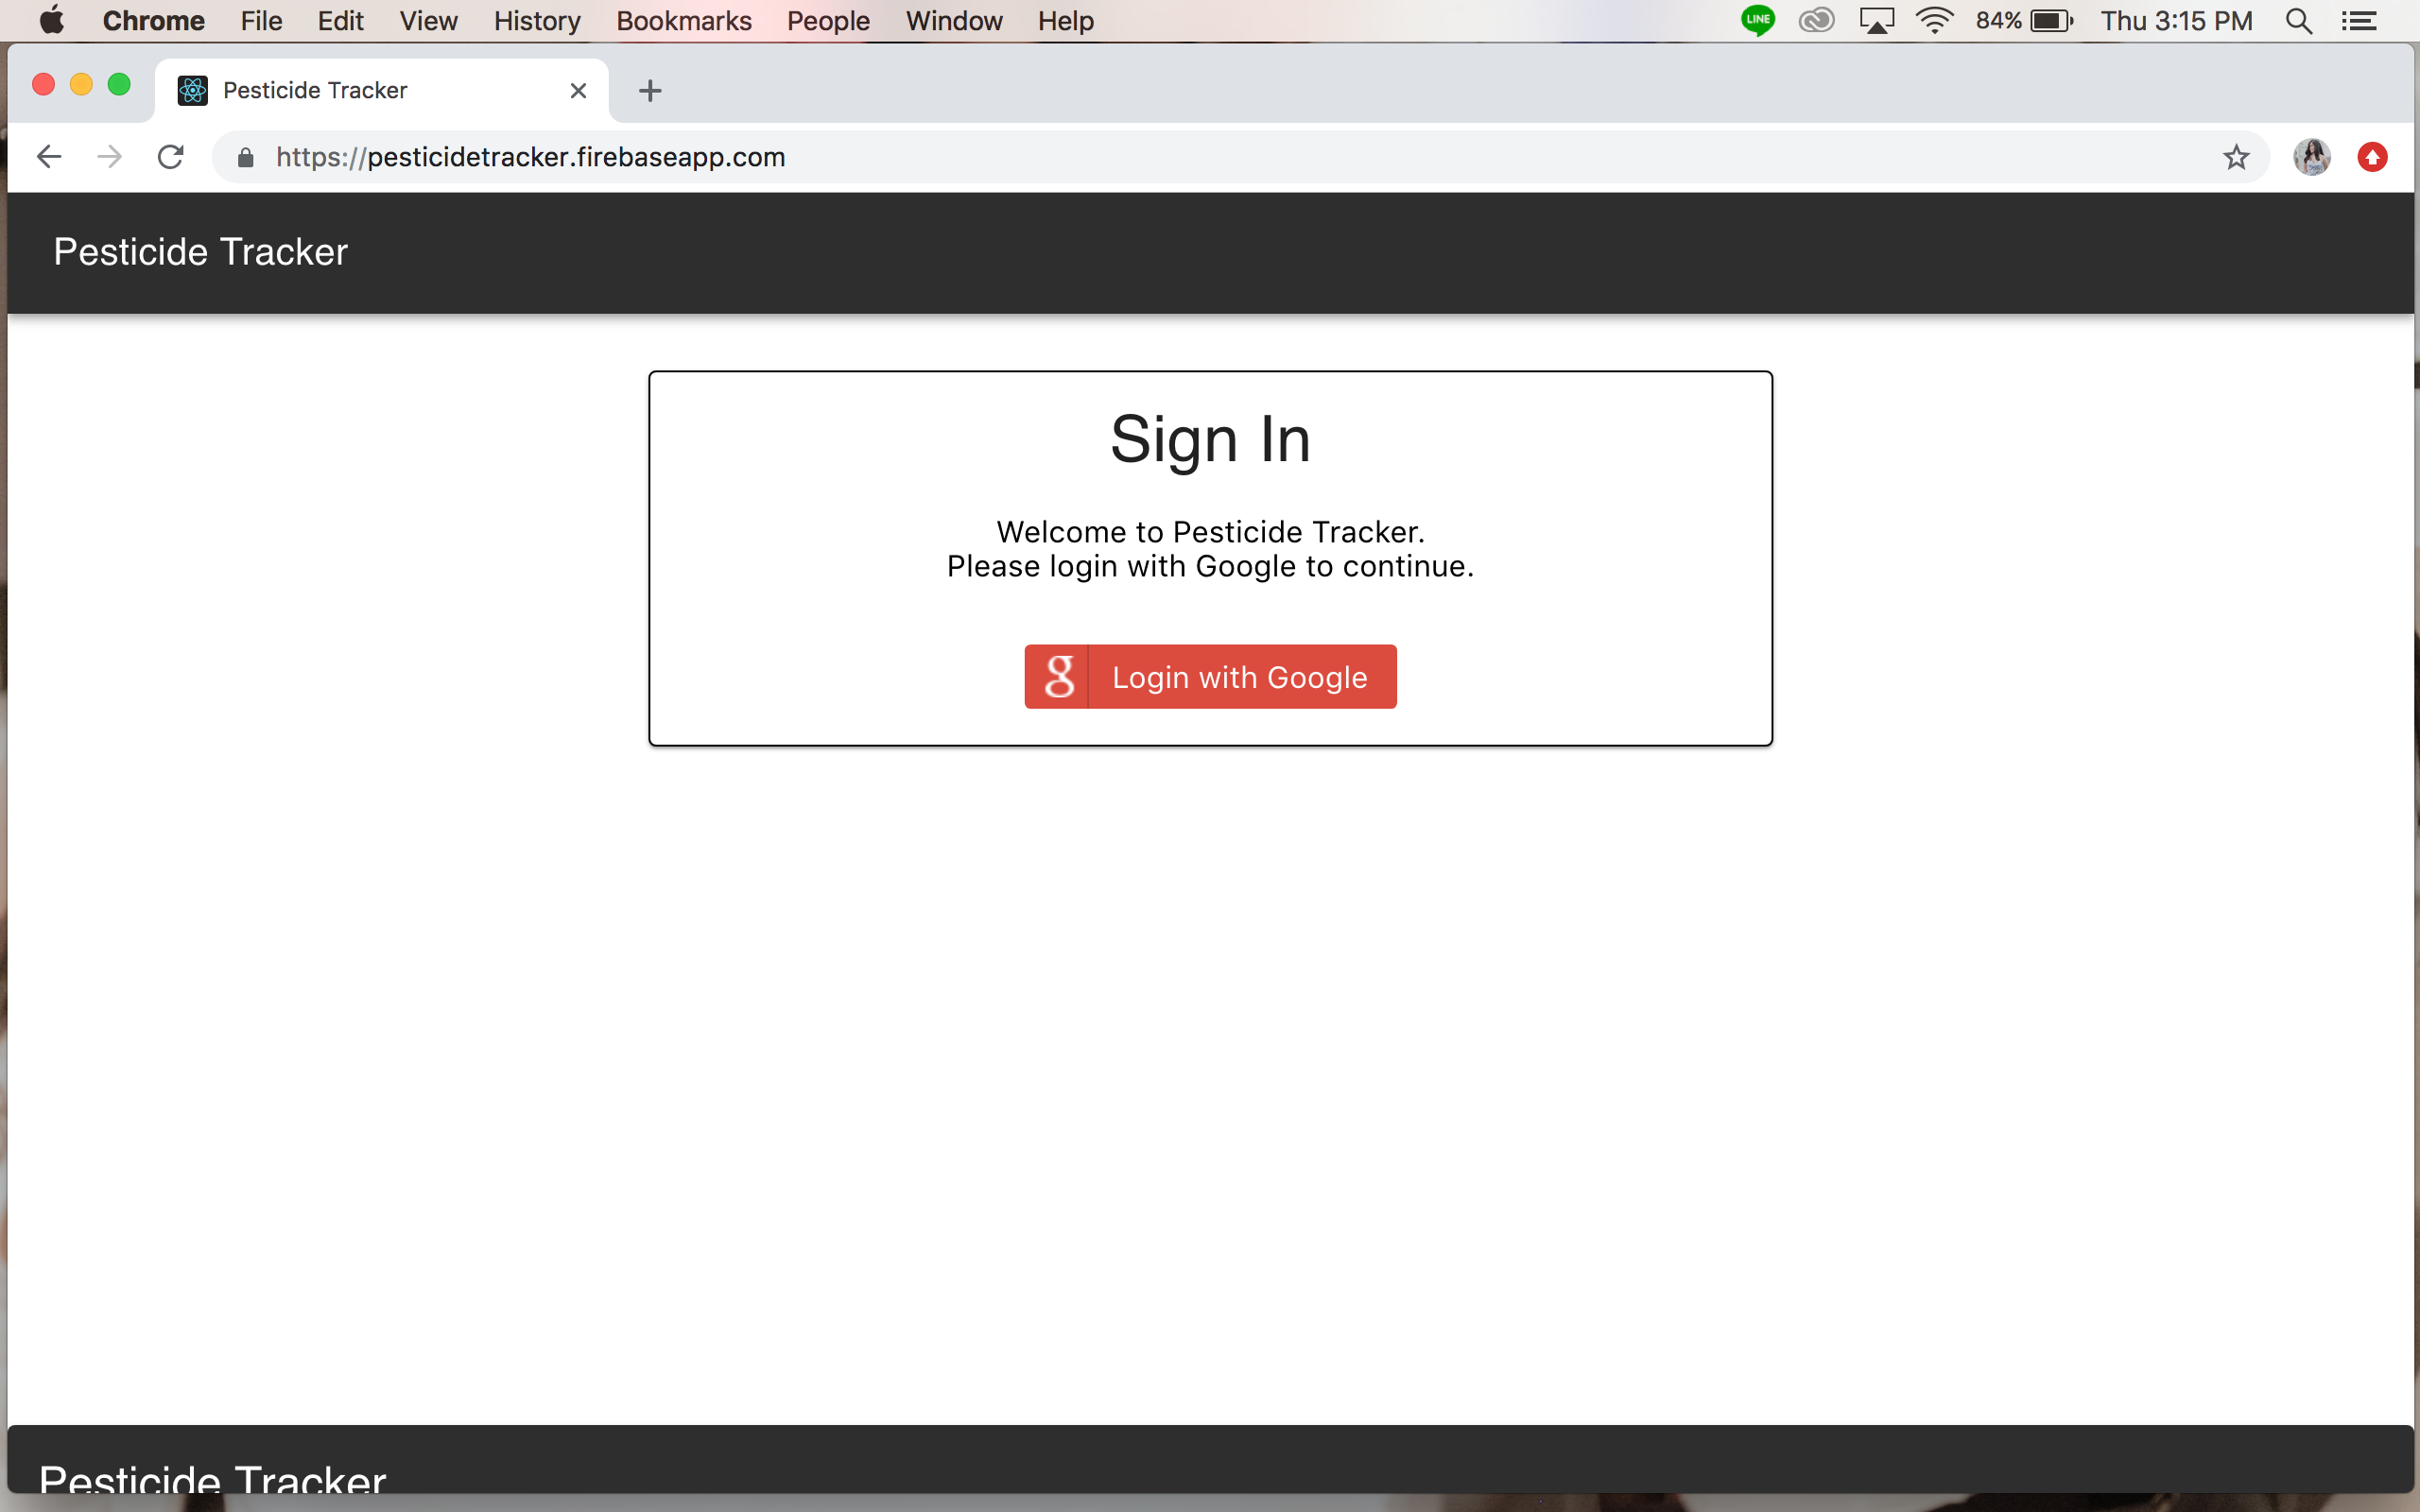 Chrome File Edit View History Bookmarks People Window Help LINE 84% Thu 3:15 PM
Pesticide Tracker
https://pesticidetracker.firebaseapp.com
Pesticide Tracker
Sign In
Welcome to Pesticide Tracker.
Please login with Google to continue.
g Login with Google
Pesticide Tracker